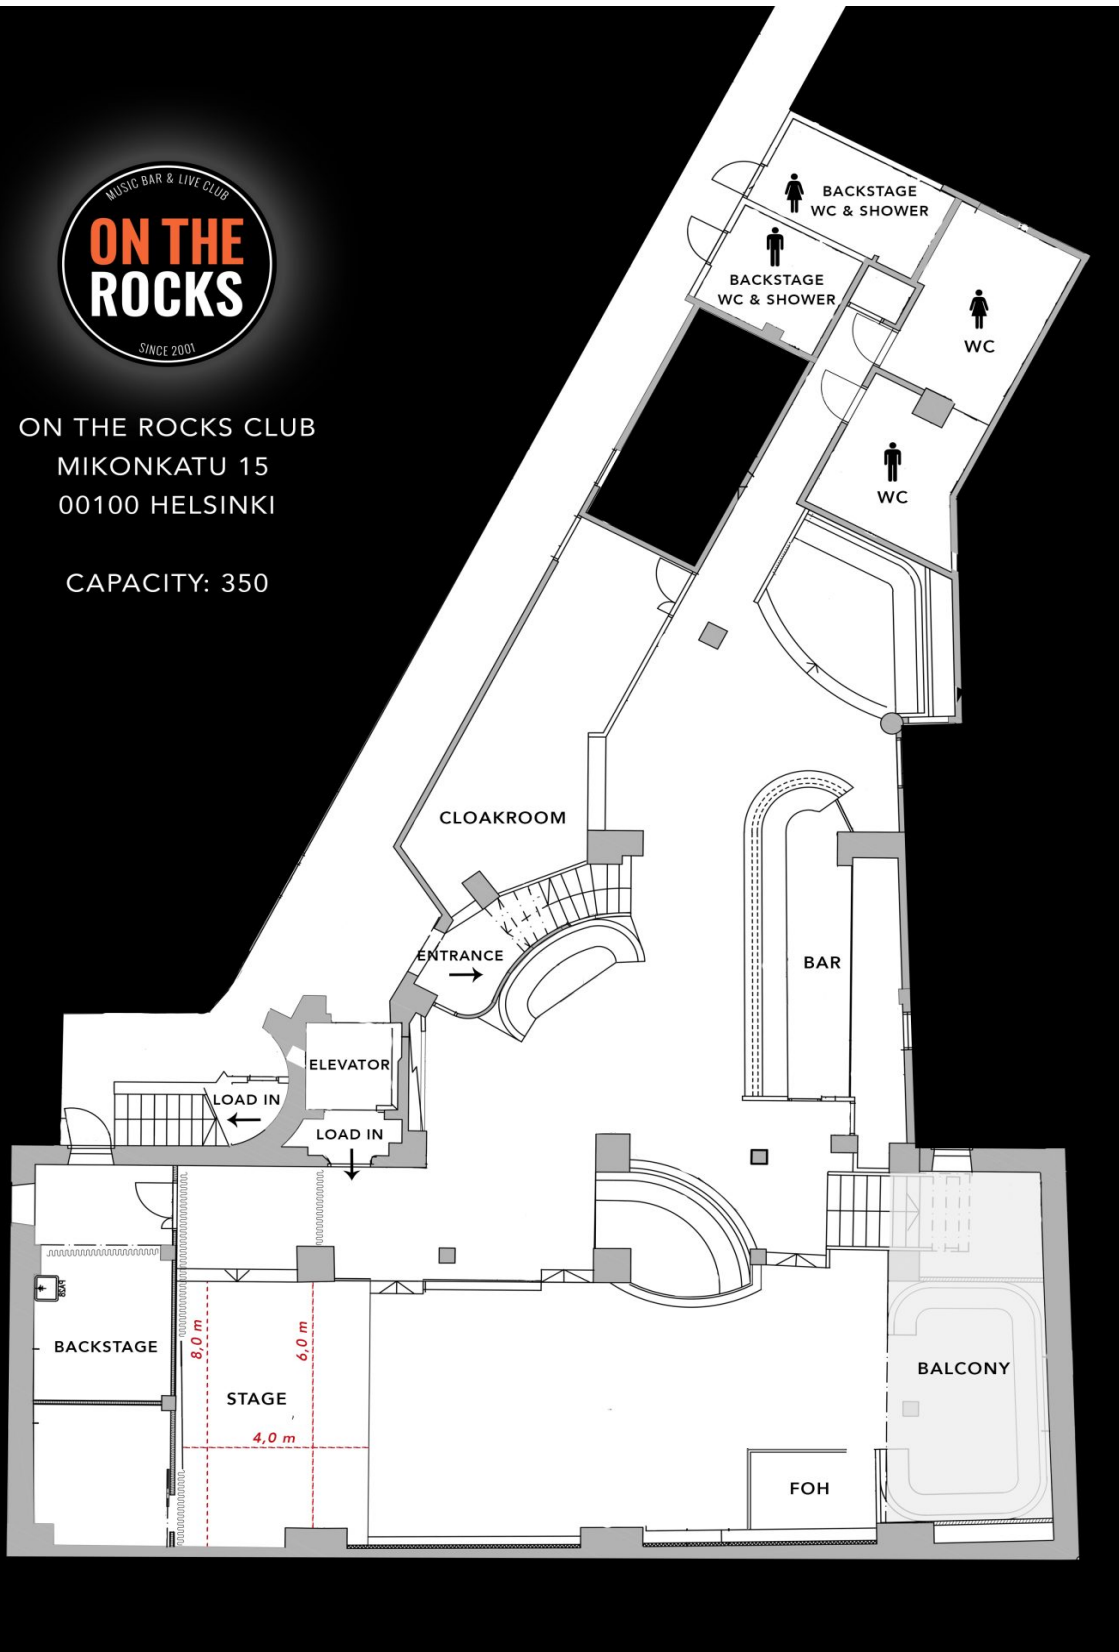 MUSIC BAR & LIVE CLUB
ON THE
ROCKS
SINCE 2001
ON THE ROCKS CLUB
MIKONKATU 15
00100 HELSINKI
CAPACITY: 350
BACKSTAGE
WC & SHOWER
BACKSTAGE
WC & SHOWER
WC
WC
CLOAKROOM
ENTRANCE
BAR
ELEVATOR
LOAD IN
LOAD IN
BACKSTAGE
8,0 m
6,0 m
STAGE
4,0 m
BALCONY
FOH